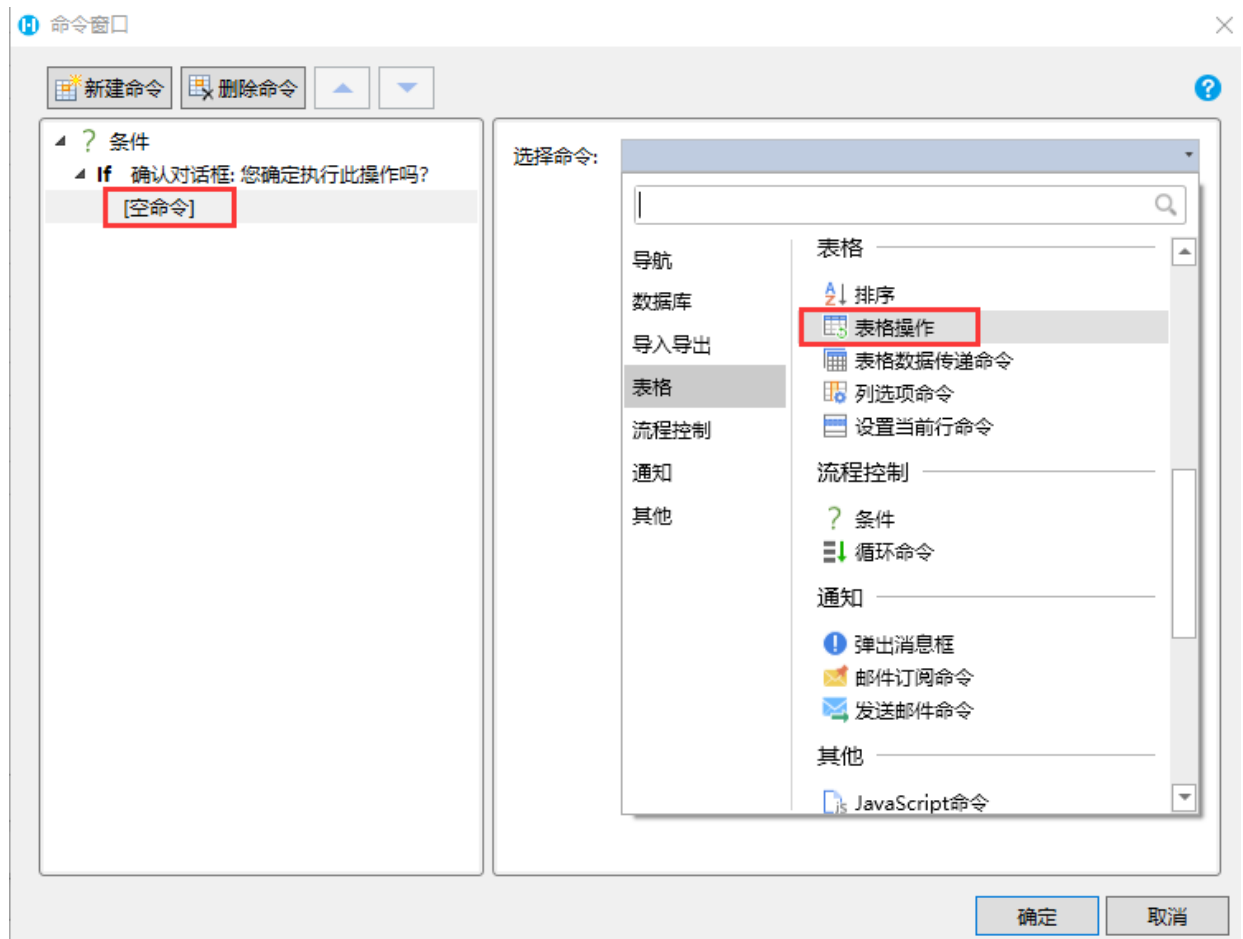 命令窗口
新建命令 删除命令
? 条件
If 确认对话框: 您确定执行此操作吗?
[空命令]
选择命令:
导航
数据库
导入导出
表格
流程控制
通知
其他
表格
排序
表格操作
表格数据传递命令
列选项命令
设置当前行命令
流程控制
? 条件
循环命令
通知
弹出消息框
邮件订阅命令
发送邮件命令
其他
JavaScript命令
确定 取消